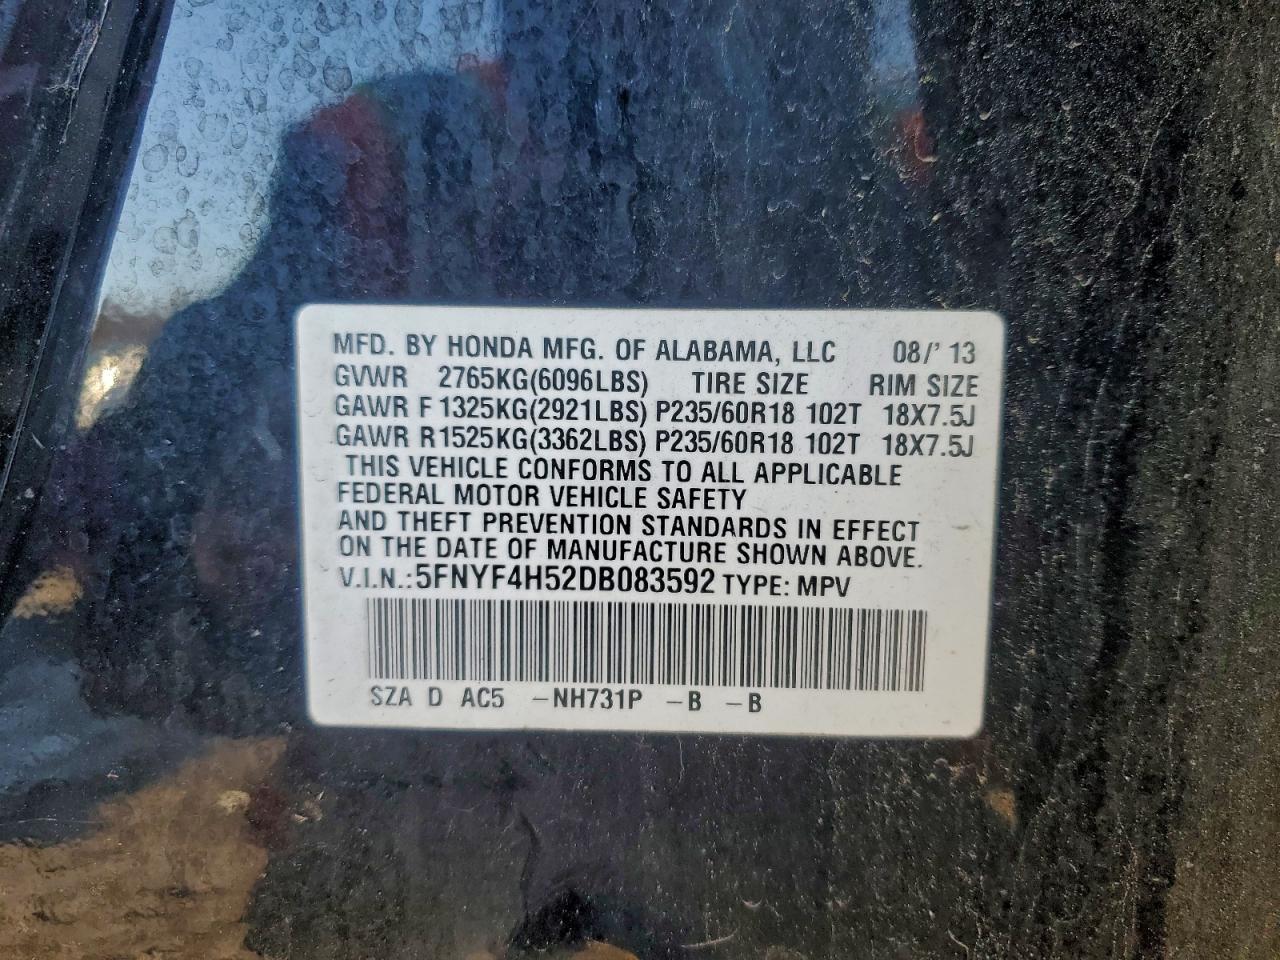 MFD. BY HONDA MFG. OF ALABAMA, LLC 08/'13
GVWR 2765KG(6096LBS) TIRE SIZE RIM SIZE
GAWR F 1325KG(2921LBS) P235/60R18 102T 18X7.5J
GAWR R1525KG(3362LBS) P235/60R18 102T 18X7.5J
THIS VEHICLE CONFORMS TO ALL APPLICABLE
FEDERAL MOTOR VEHICLE SAFETY
AND THEFT PREVENTION STANDARDS IN EFFECT
ON THE DATE OF MANUFACTURE SHOWN ABOVE.
V.I.N.:5FNYF4H52DB083592 TYPE: MPV
SZA D AC5 -NH731P -B -B